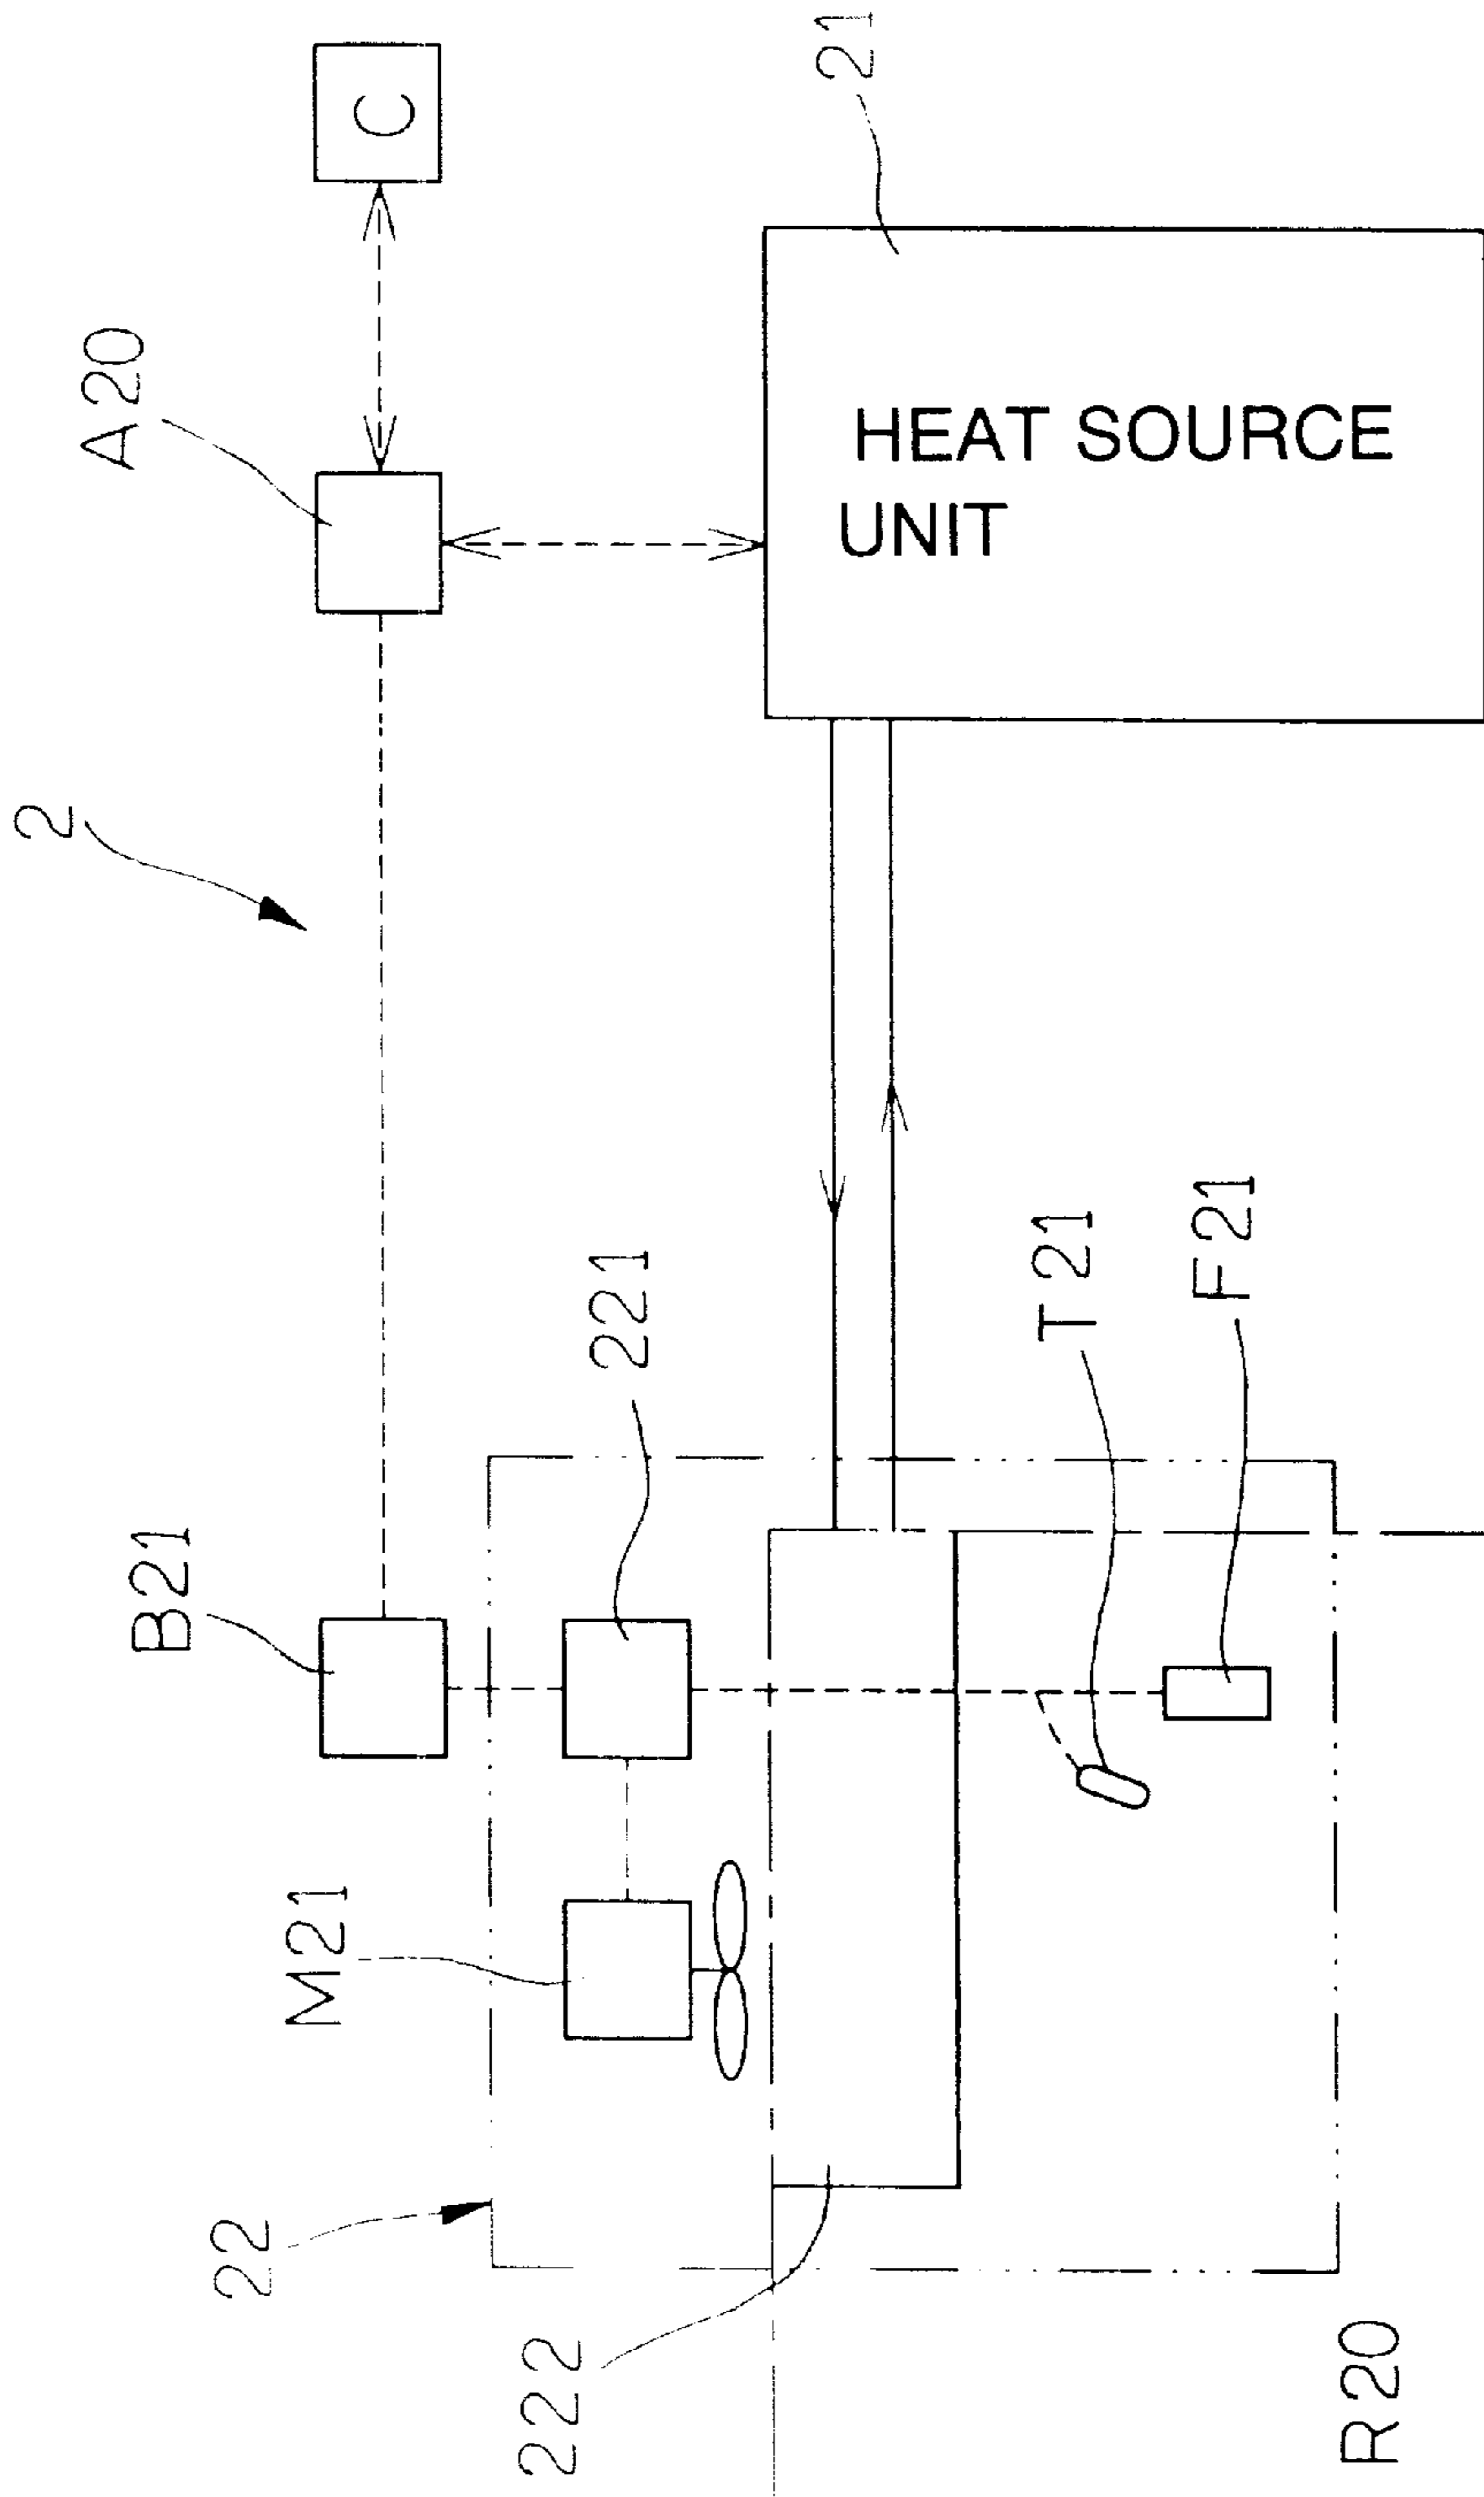 C
21
A20
HEAT SOURCE
UNIT
2
B21
221
T21
F21
M21
22
222
R20